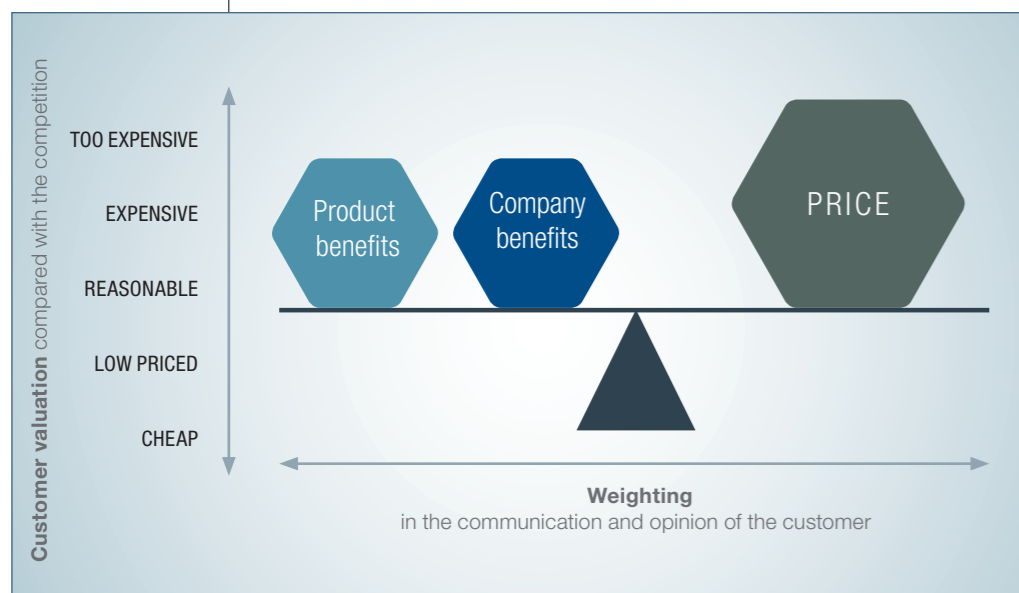 Customer valuation compared with the competition
TOO EXPENSIVE
EXPENSIVE
REASONABLE
LOW PRICED
CHEAP
Product
benefits
Company
benefits
PRICE
Weighting
in the communication and opinion of the customer